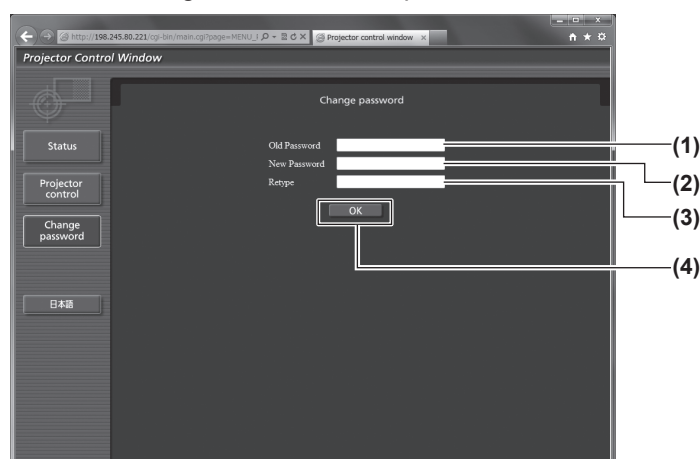 http://198.245.80.221/cgi-bin/main.cgi?page=MENU_
Projector control window
Projector Control Window
Change password
Status
Projector
control
Change
password
日本語
Old Password
New Password
Retype
OK
(1)
(2)
(3)
(4)